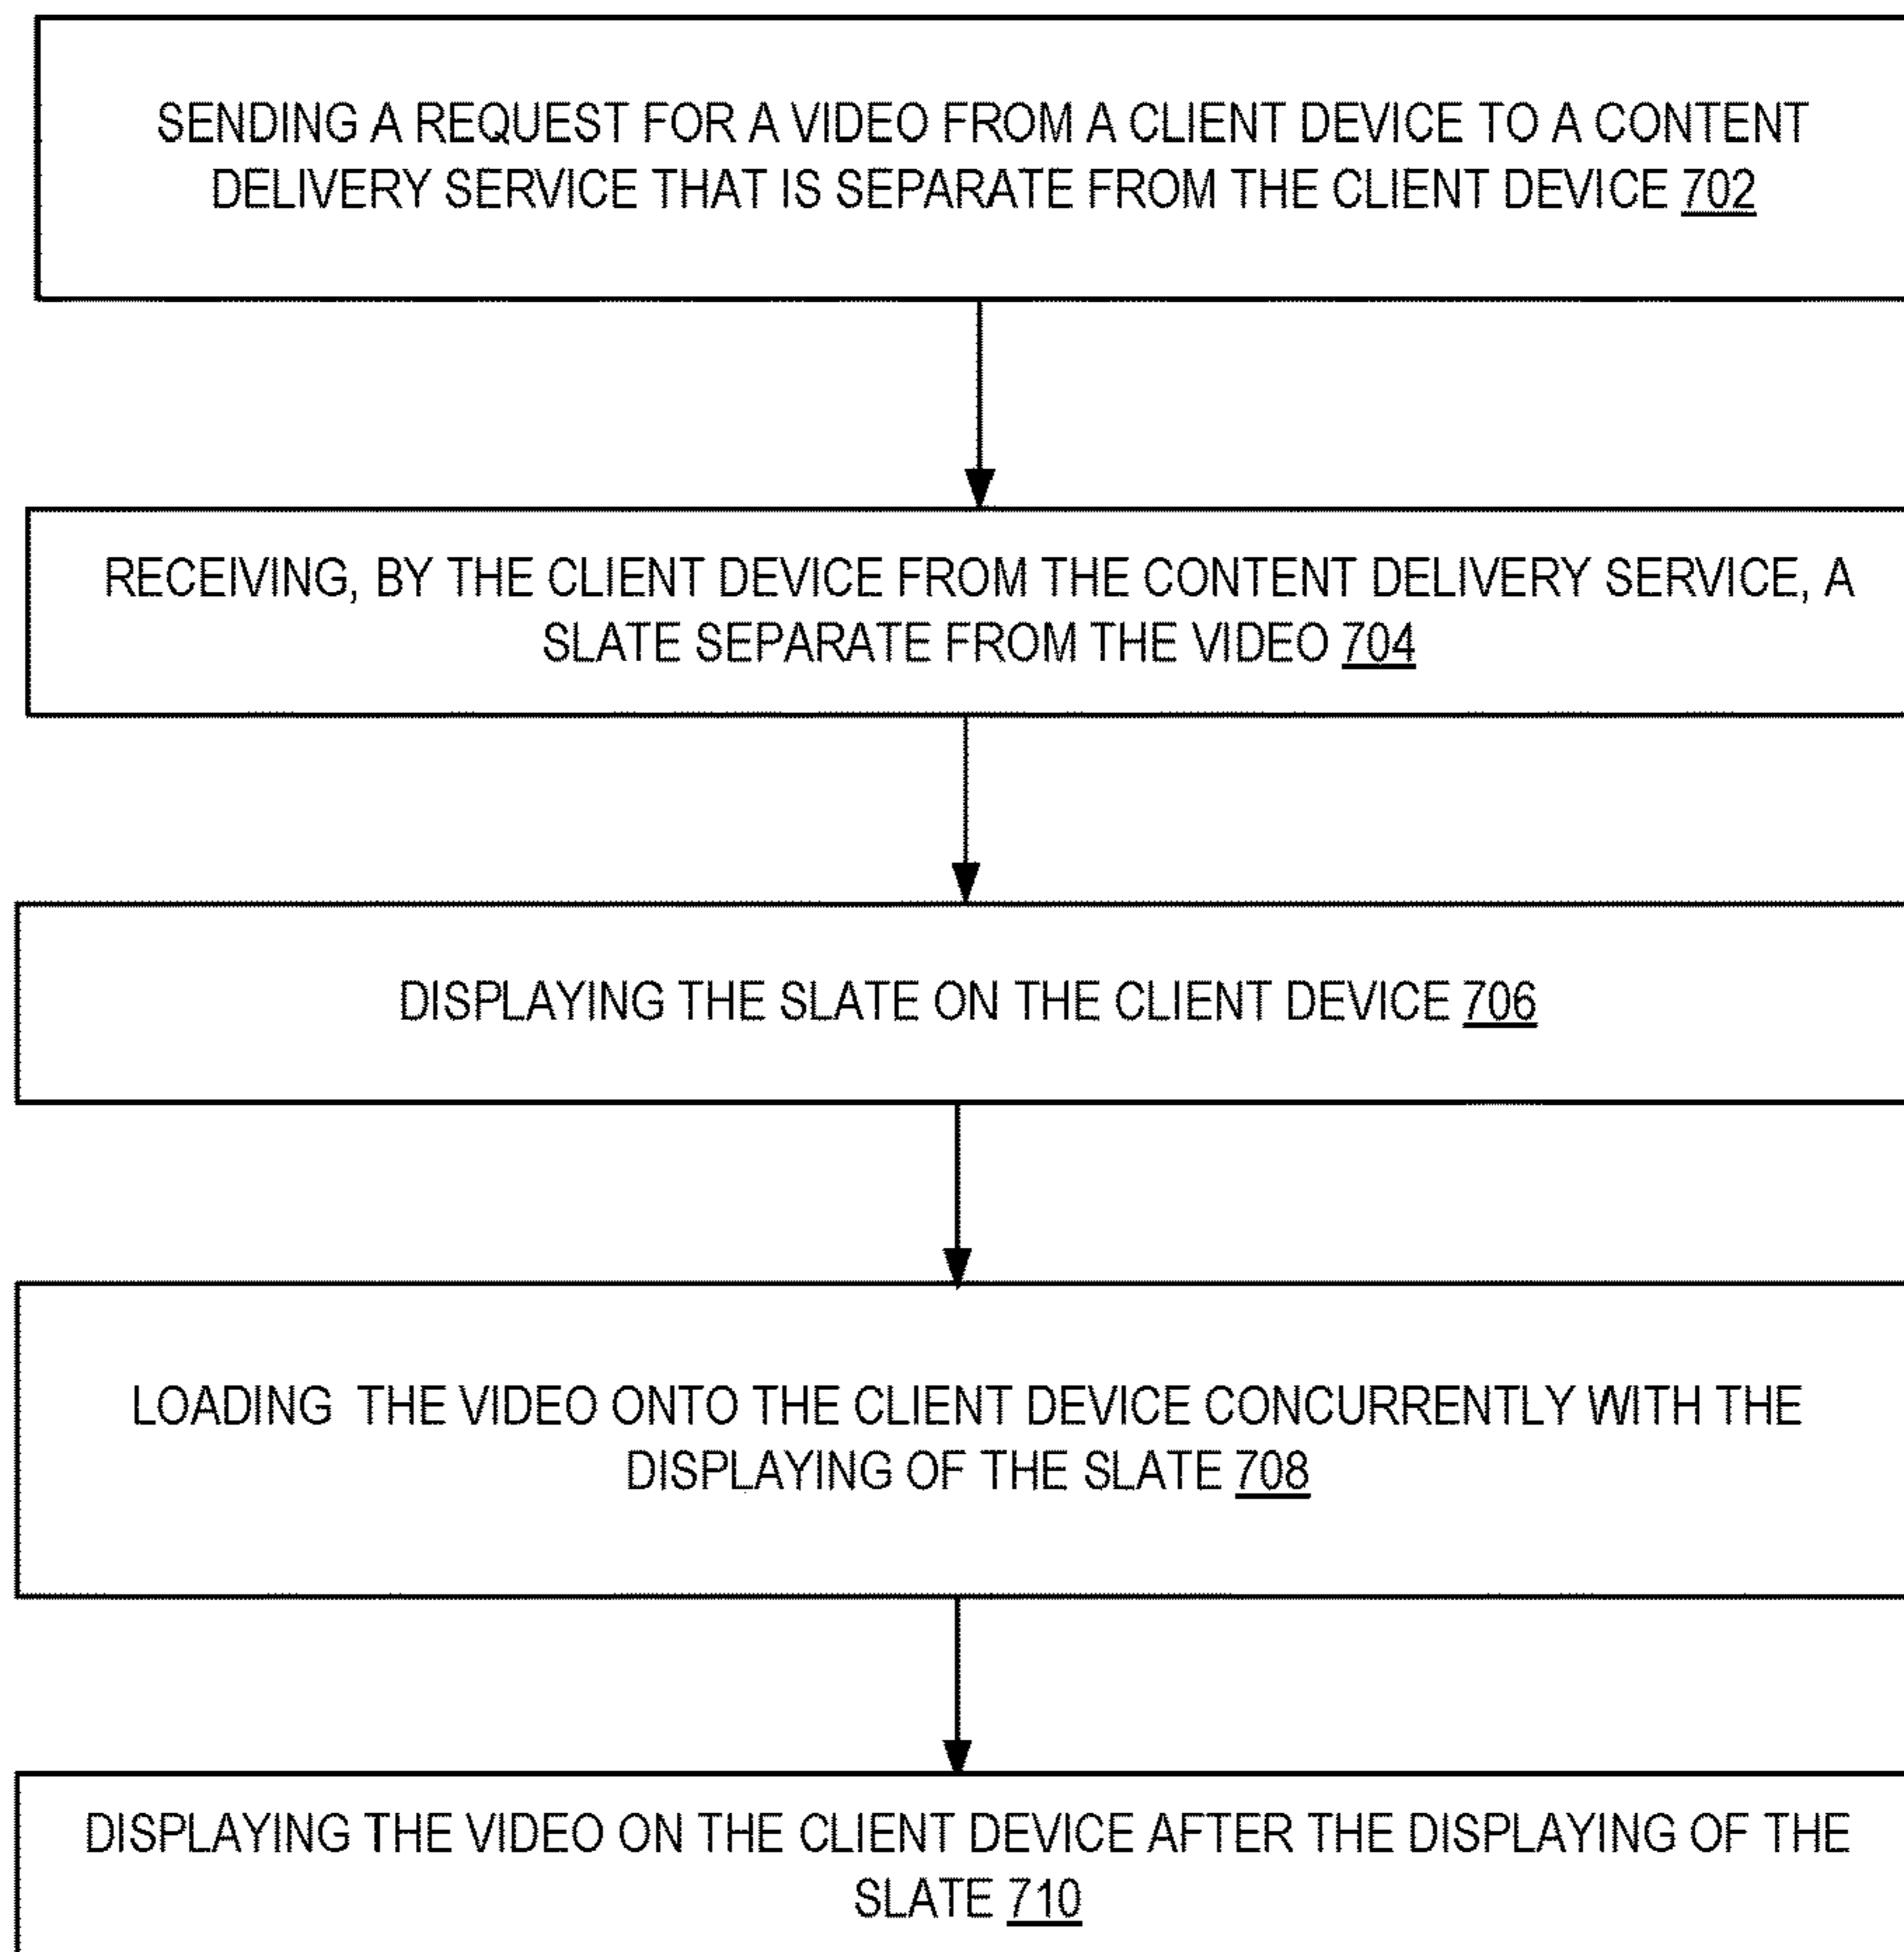 SENDING A REQUEST FOR A VIDEO FROM A CLIENT DEVICE TO A CONTENT
DELIVERY SERVICE THAT IS SEPARATE FROM THE CLIENT DEVICE 702
RECEIVING, BY THE CLIENT DEVICE FROM THE CONTENT DELIVERY SERVICE, A
SLATE SEPARATE FROM THE VIDEO 704
DISPLAYING THE SLATE ON THE CLIENT DEVICE 706
LOADING THE VIDEO ONTO THE CLIENT DEVICE CONCURRENTLY WITH THE
DISPLAYING OF THE SLATE 708
DISPLAYING THE VIDEO ON THE CLIENT DEVICE AFTER THE DISPLAYING OF THE
SLATE 710